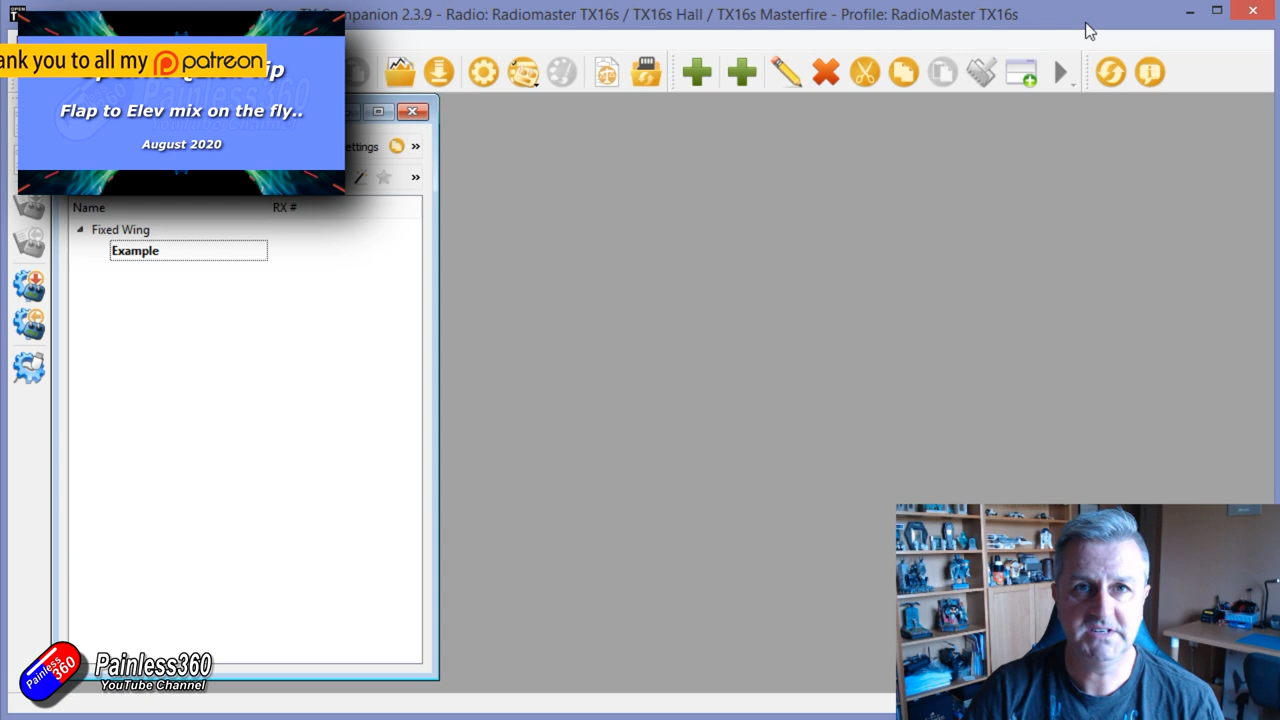 Companion 2.3.9 - Radio: Radiomaster TX16s / TX16s Hall / TX16s Masterfire - Profile: RadioMaster TX16s
ank you to all my patreon
Flap to Elev mix on the fly..
August 2020
ettings
Name RX #
Fixed Wing
Example
Painless360
Painless360
YouTube Channel